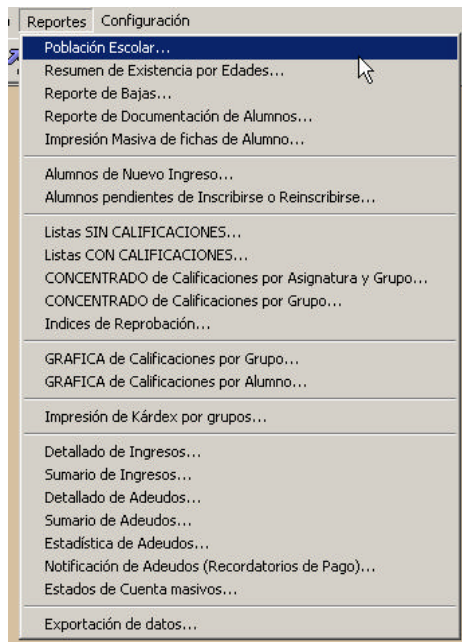 Reportes Configuración
Población Escolar...
Resumen de Existencia por Edades...
Reporte de Bajas...
Reporte de Documentación de Alumnos...
Impresión Masiva de fichas de Alumno...
Alumnos de Nuevo Ingreso...
Alumnos pendientes de Inscribirse o Reinscribirse...
Listas SIN CALIFICACIONES...
Listas CON CALIFICACIONES...
CONCENTRADO de Calificaciones por Asignatura y Grupo...
CONCENTRADO de Calificaciones por Grupo...
Indices de Reprobación...
GRAFICA de Calificaciones por Grupo...
GRAFICA de Calificaciones por Alumno...
Impresión de Kárdex por grupos...
Detallado de Ingresos...
Sumario de Ingresos...
Detallado de Adeudos...
Sumario de Adeudos...
Estadística de Adeudos...
Notificación de Adeudos (Recordatorios de Pago)...
Estados de Cuenta masivos...
Exportación de datos...